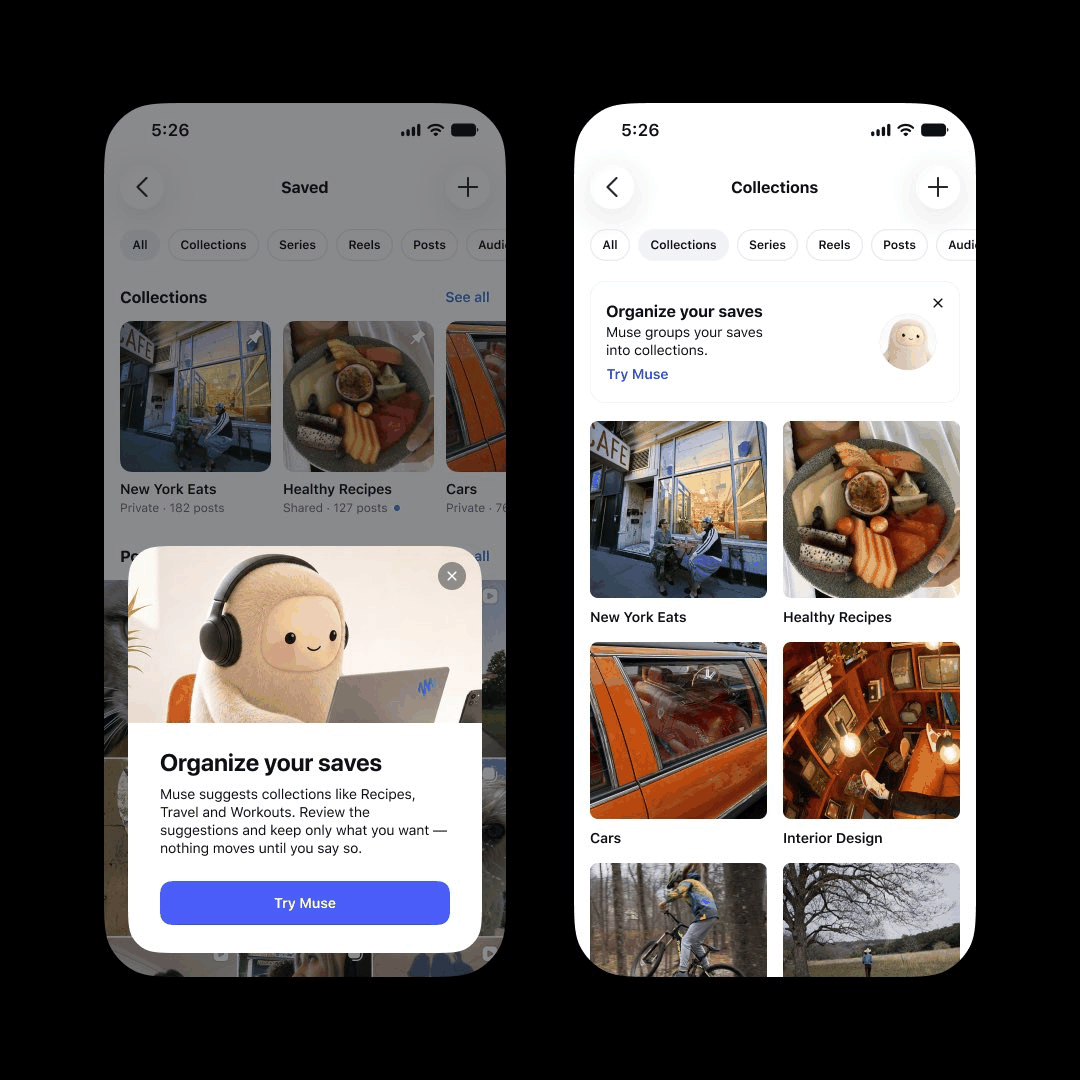 5:26
Saved
All
Collections
Series
Reels
Posts
Collections
See all
CAFE
New York Eats
Private · 182 posts
Healthy Recipes
Shared · 127 posts
Cars
Private
all
Organize your saves
Muse suggests collections like Recipes,
Travel and Workouts. Review the
suggestions and keep only what you want —
nothing moves until you say so.
Try Muse
5:26
Collections
All
Collections
Series
Reels
Posts
Organize your saves
Muse groups your saves
into collections.
Try Muse
CAFE
New York Eats
Healthy Recipes
Cars
Interior Design